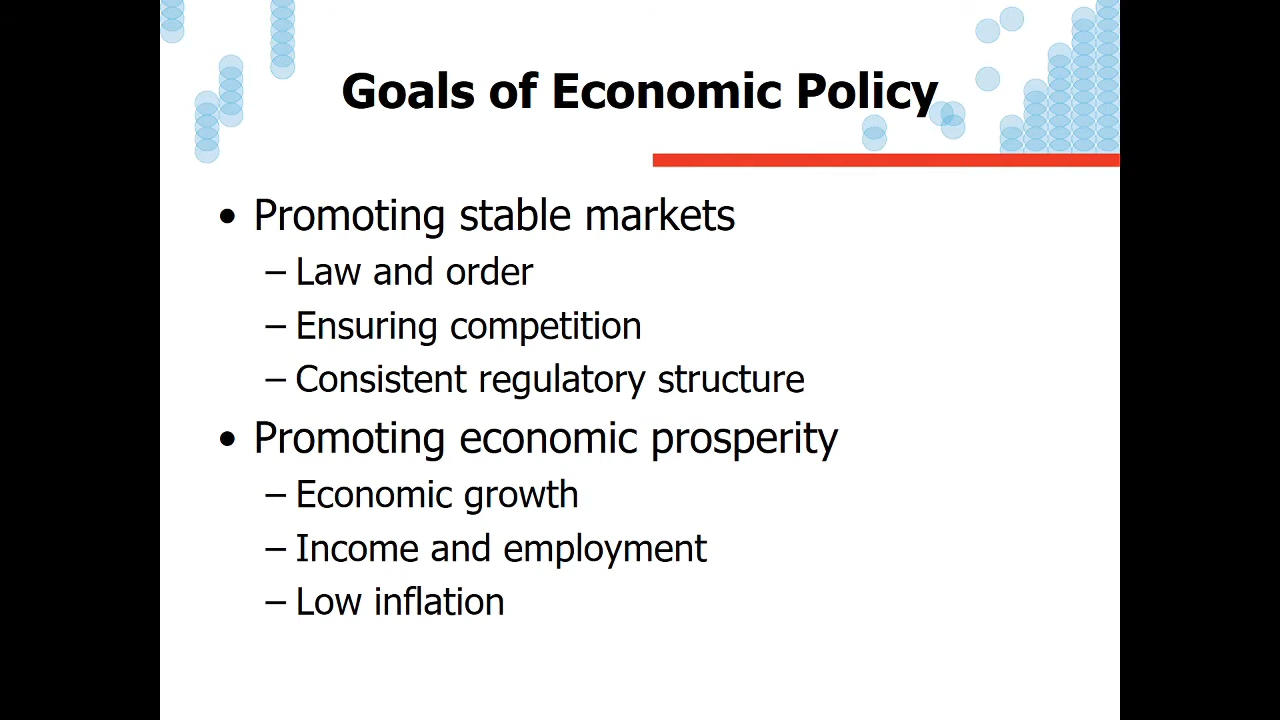 Goals of Economic Policy
• Promoting stable markets
– Law and order
– Ensuring competition
– Consistent regulatory structure
• Promoting economic prosperity
– Economic growth
– Income and employment
– Low inflation